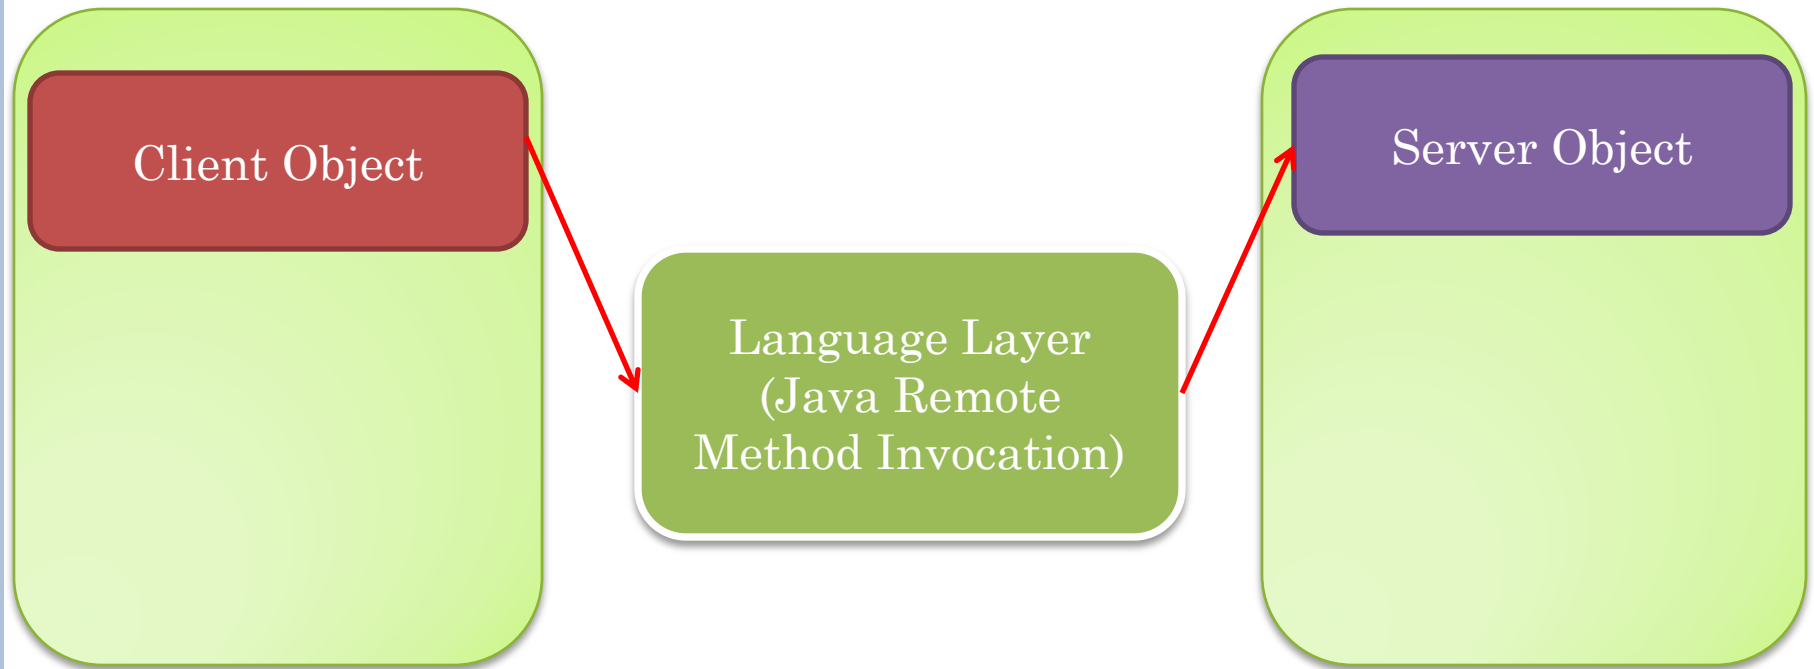 Client Object
Server Object
Language Layer
(Java Remote
Method Invocation)